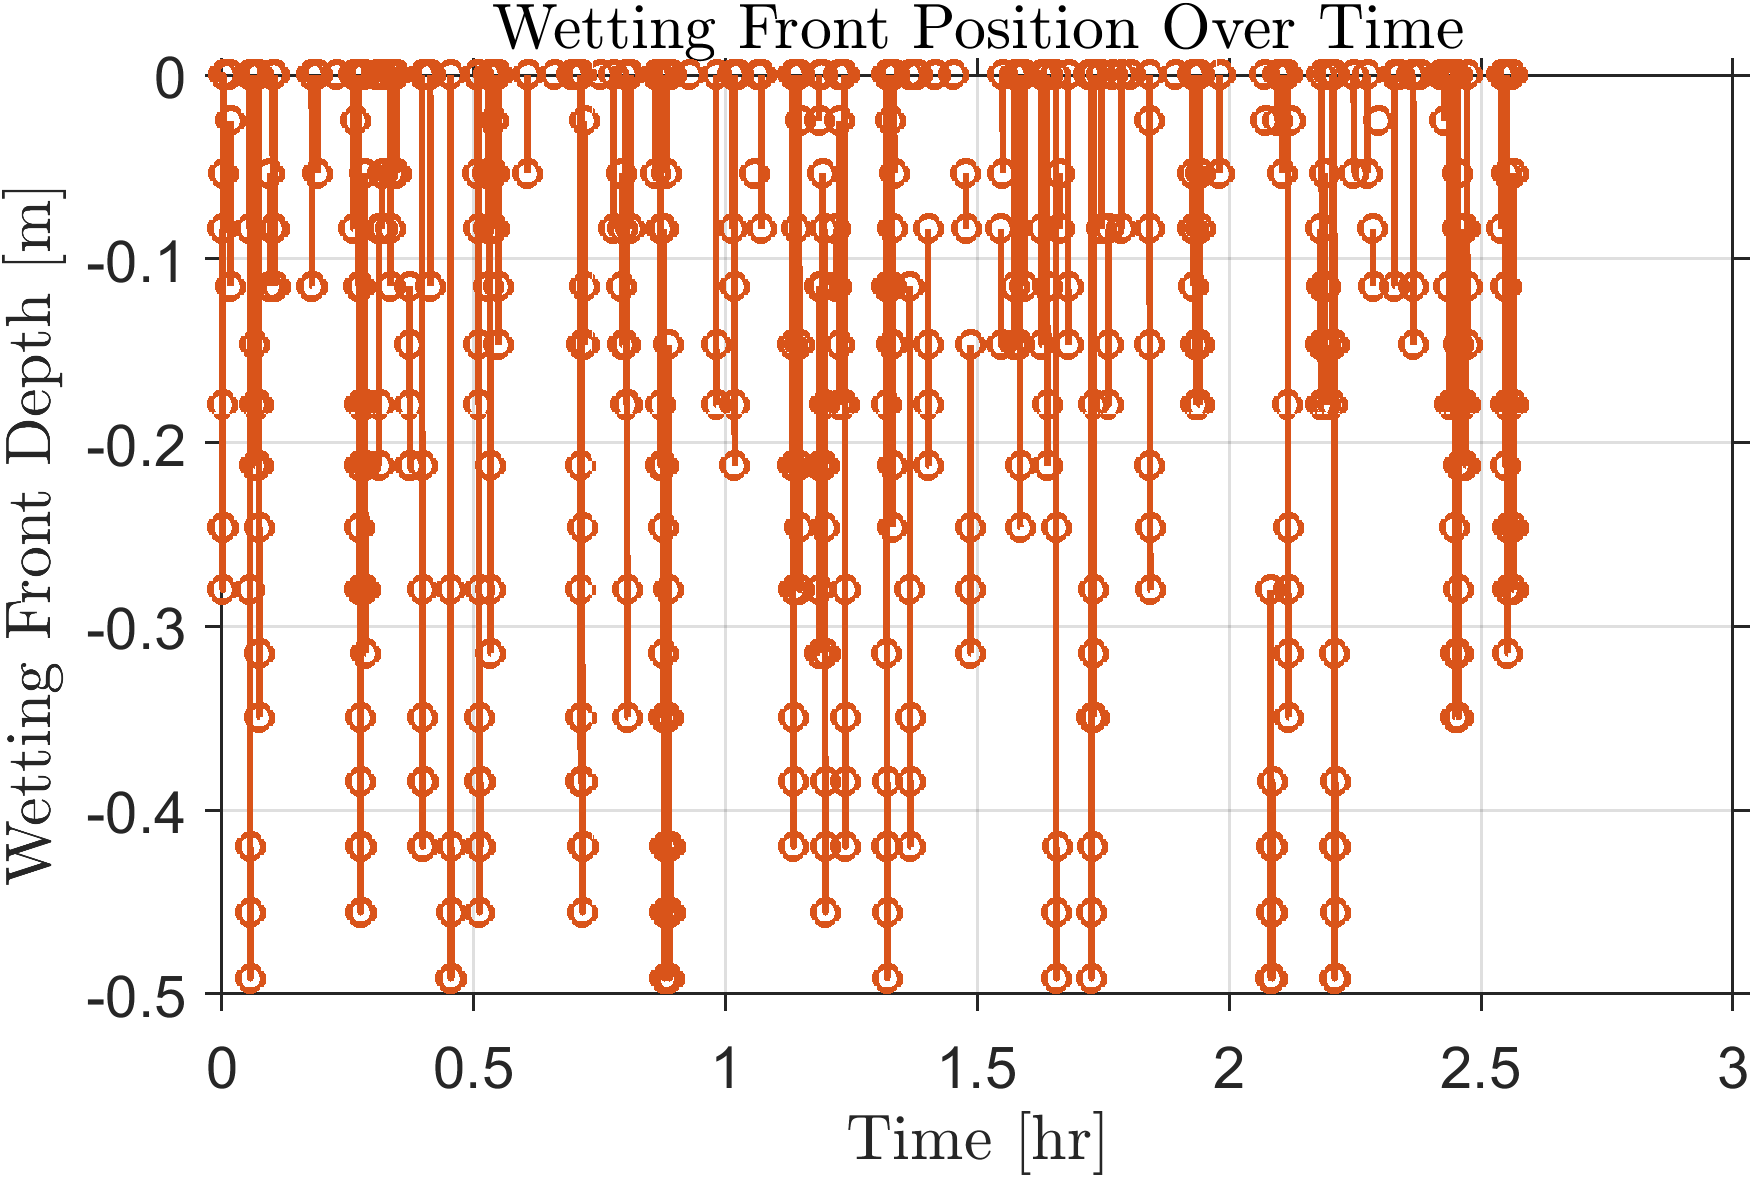 Wetting Front Position Over Time
Wetting Front Depth [m]
0
-0.1
-0.2
-0.3
-0.4
-0.5
0 0.5 1 1.5 2 2.5 3
Time [hr]